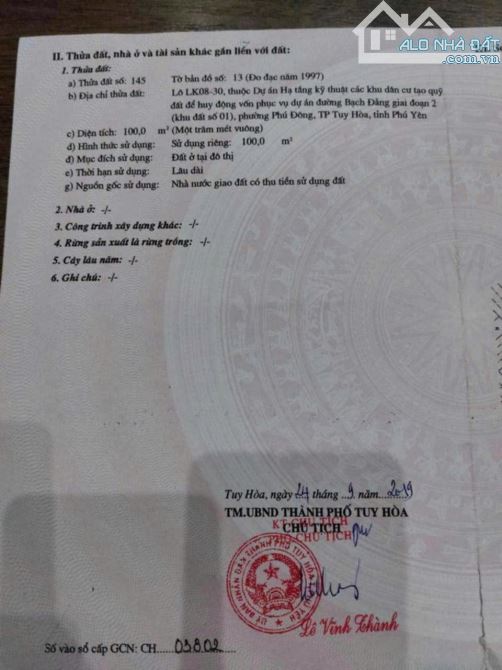 ALO NHÀ ĐẤT
II. Thửa đất, nhà ở và tài sản khác gắn liền với đất:
1. Thửa đất:
a) Thửa đất số: 145 Tờ bản đồ số: 13 (Đo đạc năm 1997)
b) Địa chỉ thửa đất: Lô LK08-30, thuộc Dự án Hạ tầng kỹ thuật các khu dân cư tạo quỹ
đất để huy động vốn phục vụ dự án đường Bạch Đằng giai đoạn 2
(khu đất số 01), phường Phú Đông, TP Tuy Hòa, tỉnh Phú Yên
c) Diện tích: 100,0 m² (Một trăm mét vuông)
d) Hình thức sử dụng: Sử dụng riêng: 100,0 m²
đ) Mục đích sử dụng: Đất ở tại đô thị
e) Thời hạn sử dụng: Lâu dài
g) Nguồn gốc sử dụng: Nhà nước giao đất có thu tiền sử dụng đất
2. Nhà ở: -/-
3. Công trình xây dựng khác: -/-
4. Rừng sản xuất là rừng trồng: -/-
5. Cây lâu năm: -/-
6. Ghi chú: -/-
Tuy Hòa, ngày 24 tháng 9 năm 2019
TM.UBND THÀNH PHỐ TUY HÒA
KT.CHỦ TỊCH
CHỦ TỊCH
PHÓ CHỦ TỊCH
ỦY BAN NHÂN DÂN THÀNH PHỐ TUY HÒA
Lê Vĩnh Thành
Số vào sổ cấp GCN: CH 03802